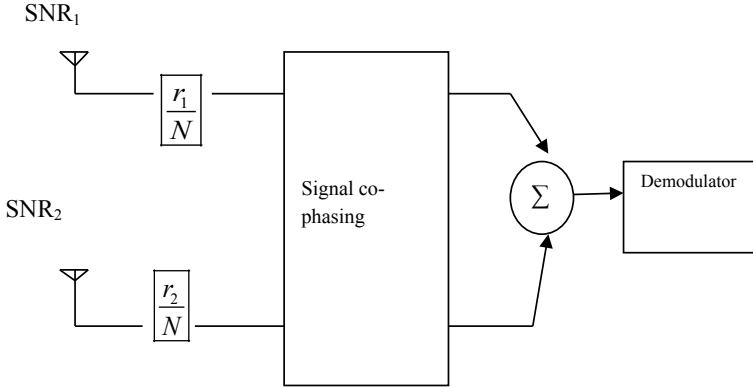 SNR₁
r₁
N
Signal co-
phasing
Σ
Demodulator
SNR₂
r₂
N